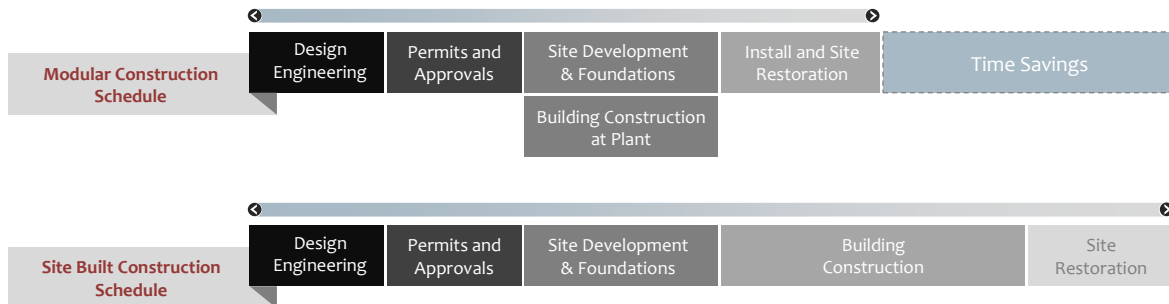 Modular Construction
Schedule
Design
Engineering
Permits and
Approvals
Site Development
& Foundations
Install and Site
Restoration
Time Savings
Building Construction
at Plant
Site Built Construction
Schedule
Design
Engineering
Permits and
Approvals
Site Development
& Foundations
Building
Construction
Site
Restoration